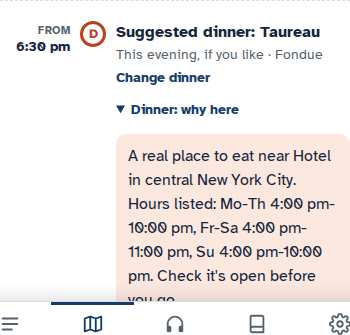 FROM
6:30 pm
D
Suggested dinner: Taureau
This evening, if you like · Fondue
Change dinner
▼ Dinner: why here
A real place to eat near Hotel
in central New York City.
Hours listed: Mo-Th 4:00 pm-
10:00 pm, Fr-Sa 4:00 pm-
11:00 pm, Su 4:00 pm-10:00
pm. Check it's open before
you go